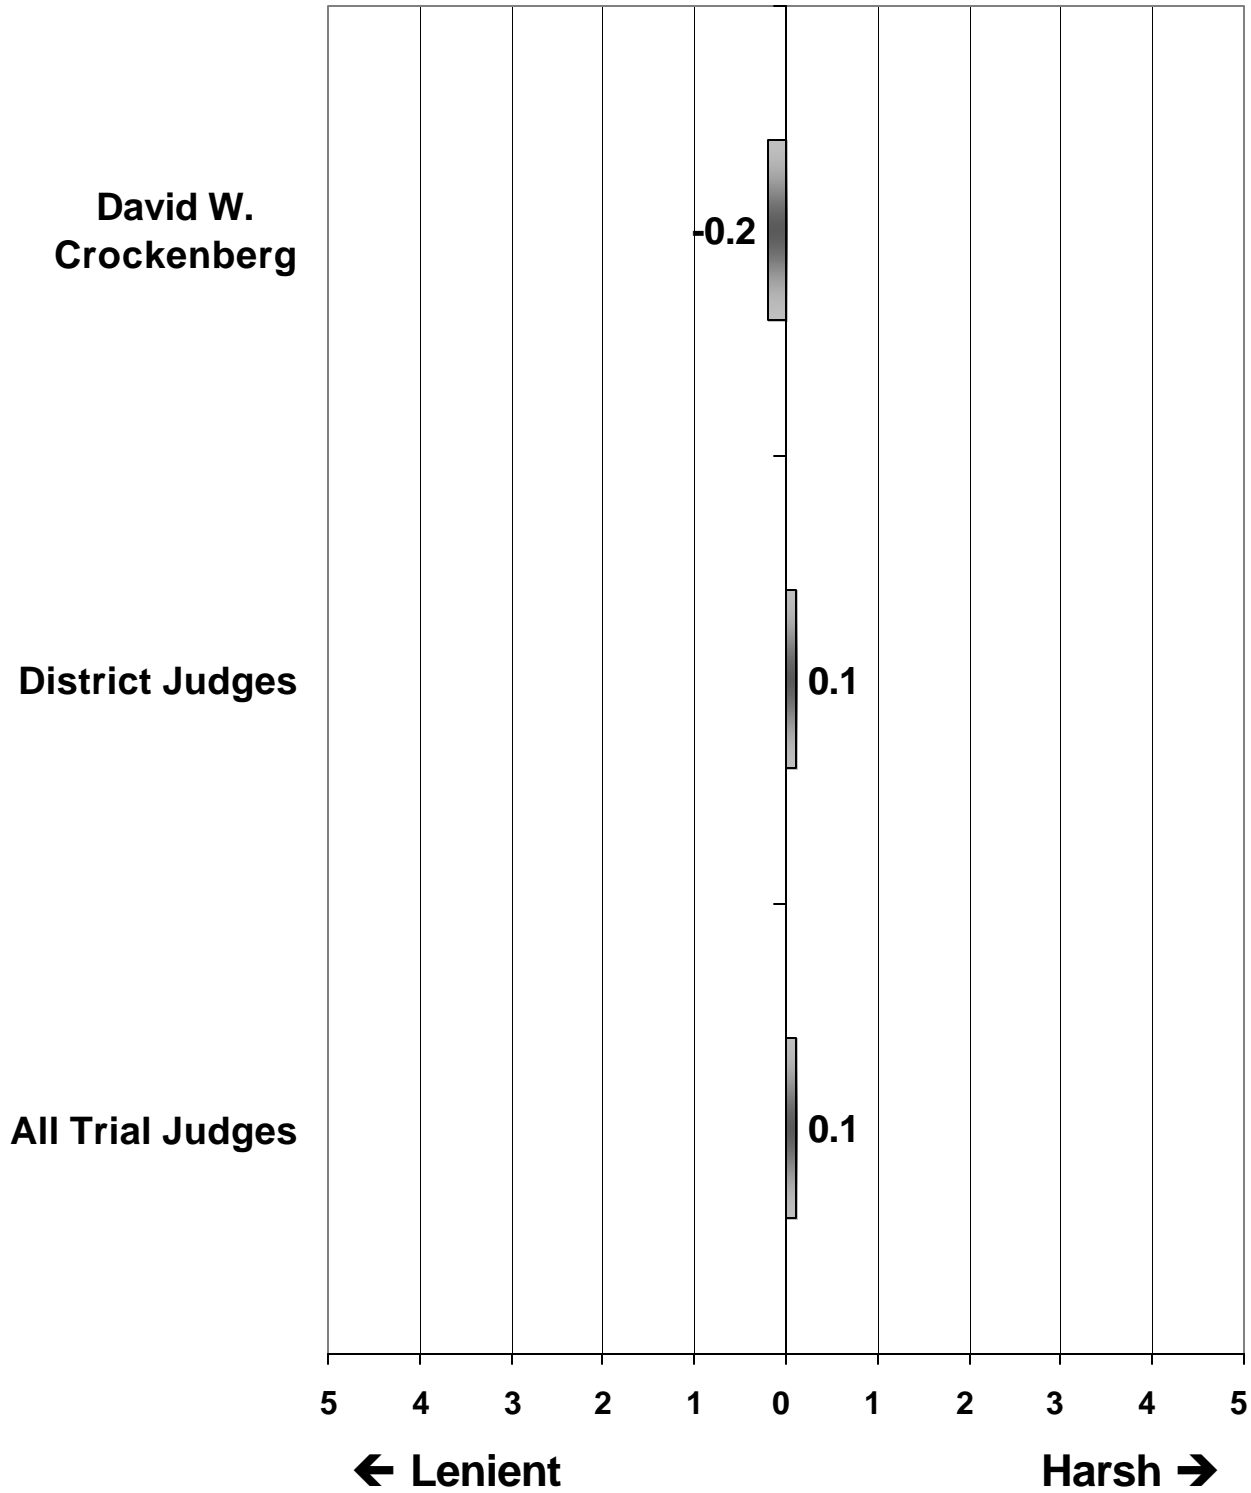 David W.
Crockenberg
-0.2
District Judges
0.1
All Trial Judges
0.1
5 4 3 2 1 0 1 2 3 4 5
← Lenient
Harsh →